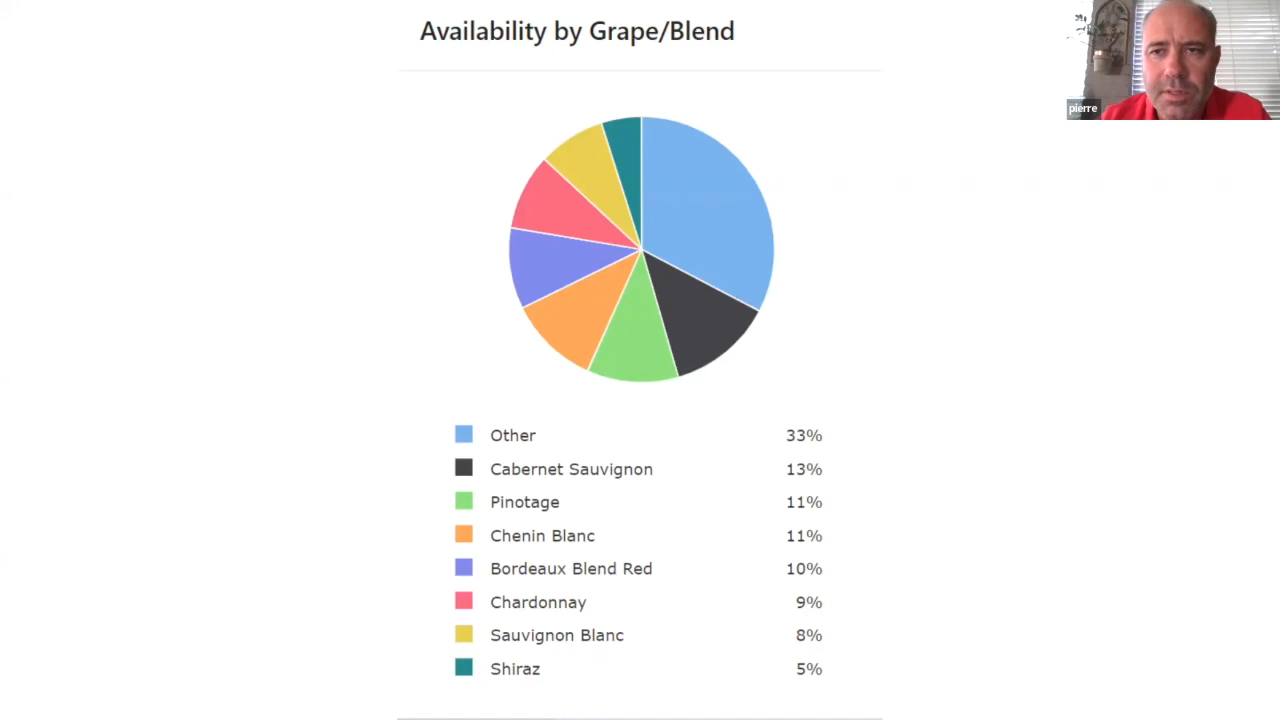 Availability by Grape/Blend
pierre
Other 33%
Cabernet Sauvignon 13%
Pinotage 11%
Chenin Blanc 11%
Bordeaux Blend Red 10%
Chardonnay 9%
Sauvignon Blanc 8%
Shiraz 5%